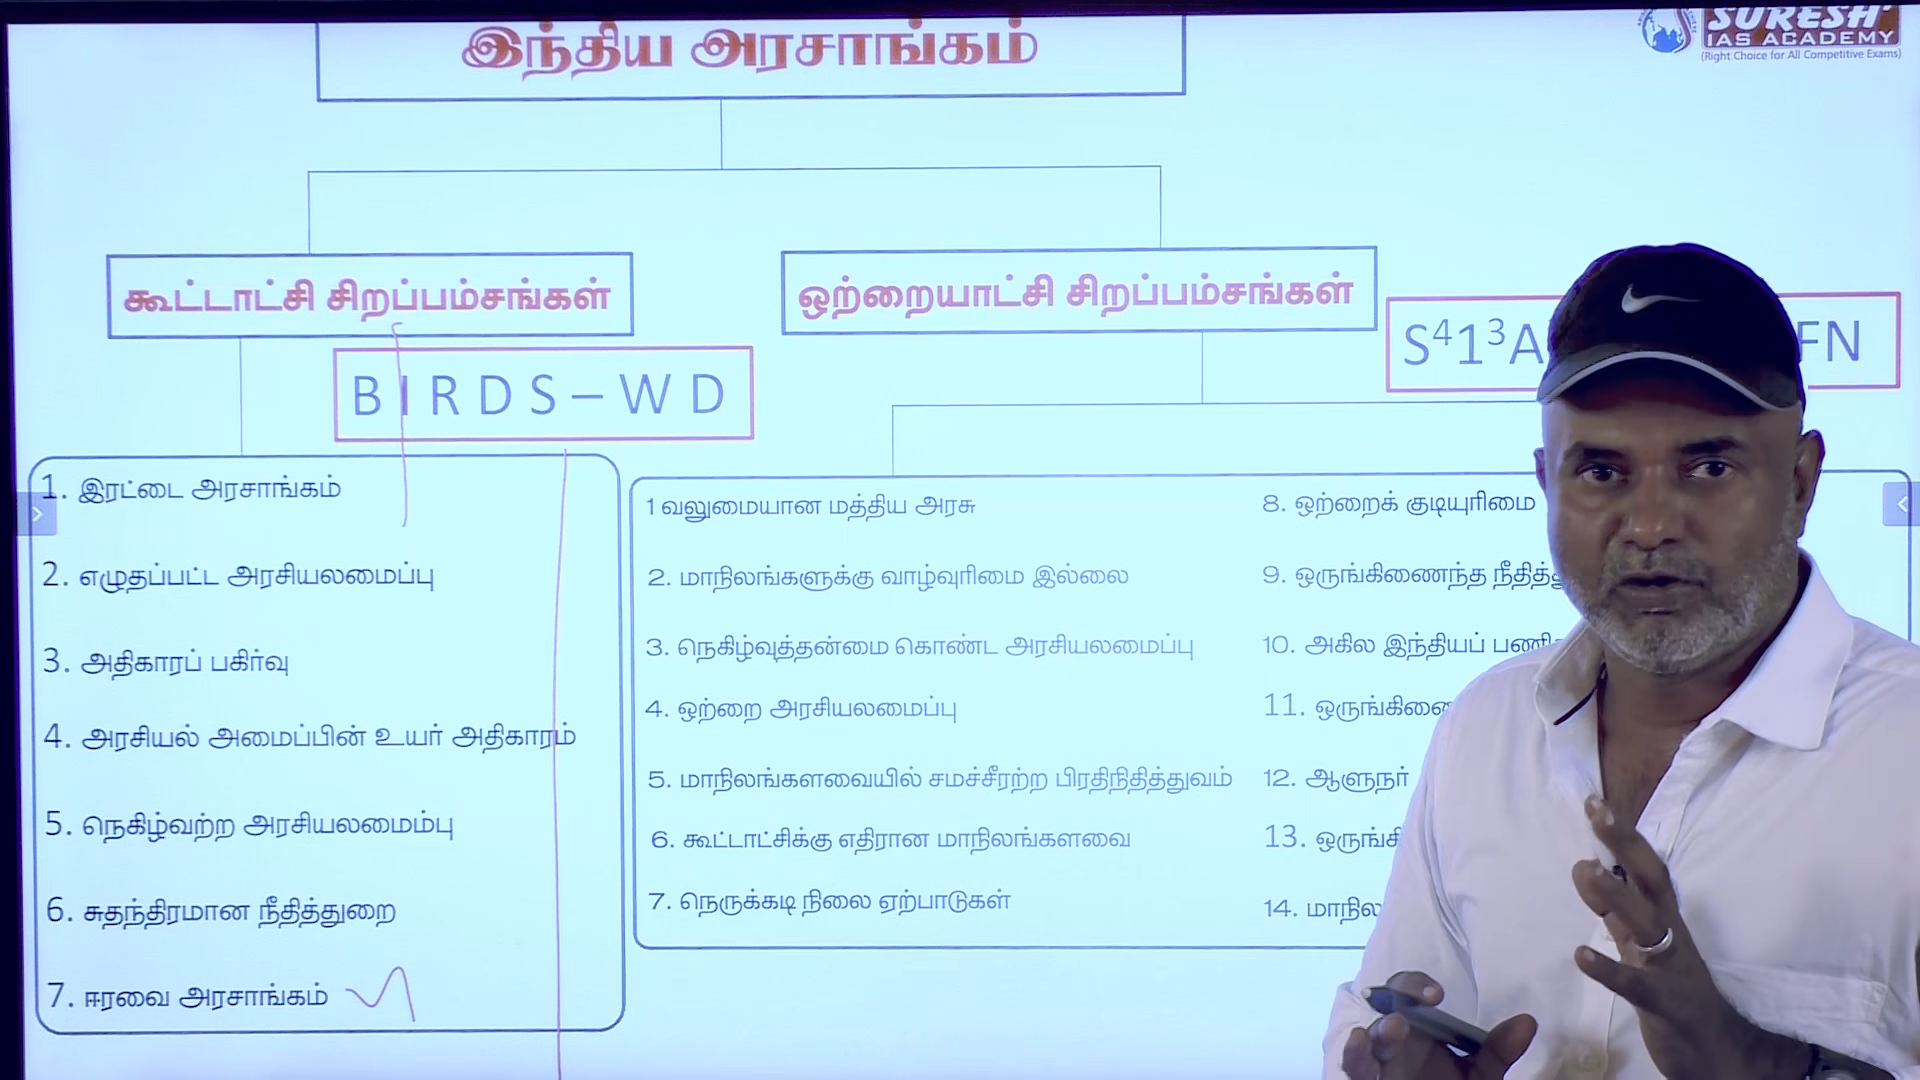 இந்திய அரசாங்கம்
SURESH'
IAS ACADEMY
(Right Choice for All Competitive Exams)
கூட்டாட்சி சிறப்பம்சங்கள்
ஒற்றையாட்சி சிறப்பம்சங்கள்
B I R D S – W D
S⁴1³A FN
1. இரட்டை அரசாங்கம்
2. எழுதப்பட்ட அரசியலமைப்பு
3. அதிகாரப் பகிர்வு
4. அரசியல் அமைப்பின் உயர் அதிகாரம்
5. நெகிழ்வற்ற அரசியலமைம்பு
6. சுதந்திரமான நீதித்துறை
7. ஈரவை அரசாங்கம்
1 வலுமையான மத்திய அரசு
2. மாநிலங்களுக்கு வாழ்வுரிமை இல்லை
3. நெகிழ்வுத்தன்மை கொண்ட அரசியலமைப்பு
4. ஒற்றை அரசியலமைப்பு
5. மாநிலங்களவையில் சமச்சீரற்ற பிரதிநிதித்துவம்
6. கூட்டாட்சிக்கு எதிரான மாநிலங்களவை
7. நெருக்கடி நிலை ஏற்பாடுகள்
8. ஒற்றைக் குடியுரிமை
9. ஒருங்கிணைந்த
10. அகில இந்தியப்
11.
12. ஆளுநர்
13.
14.